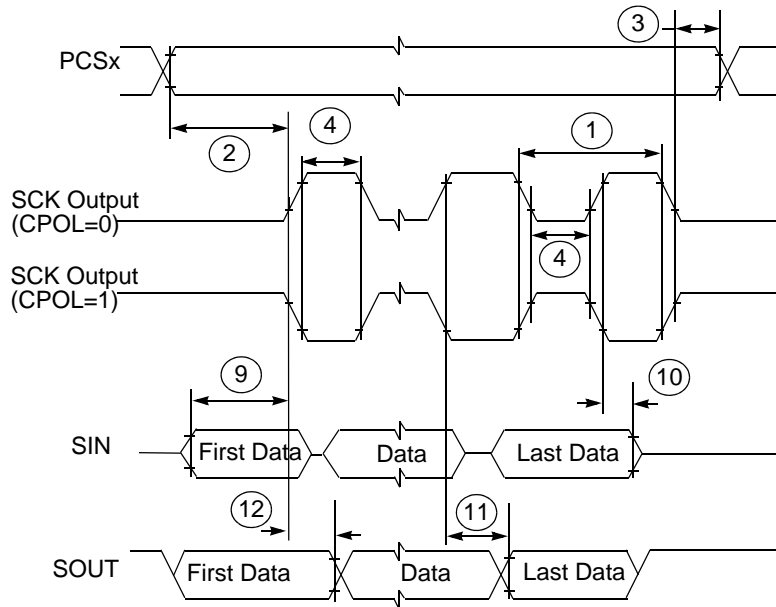 3
PCSx
2
4
1
SCK Output
(CPOL=0)
4
SCK Output
(CPOL=1)
9
10
SIN
First Data
Data
Last Data
12
11
SOUT
First Data
Data
Last Data